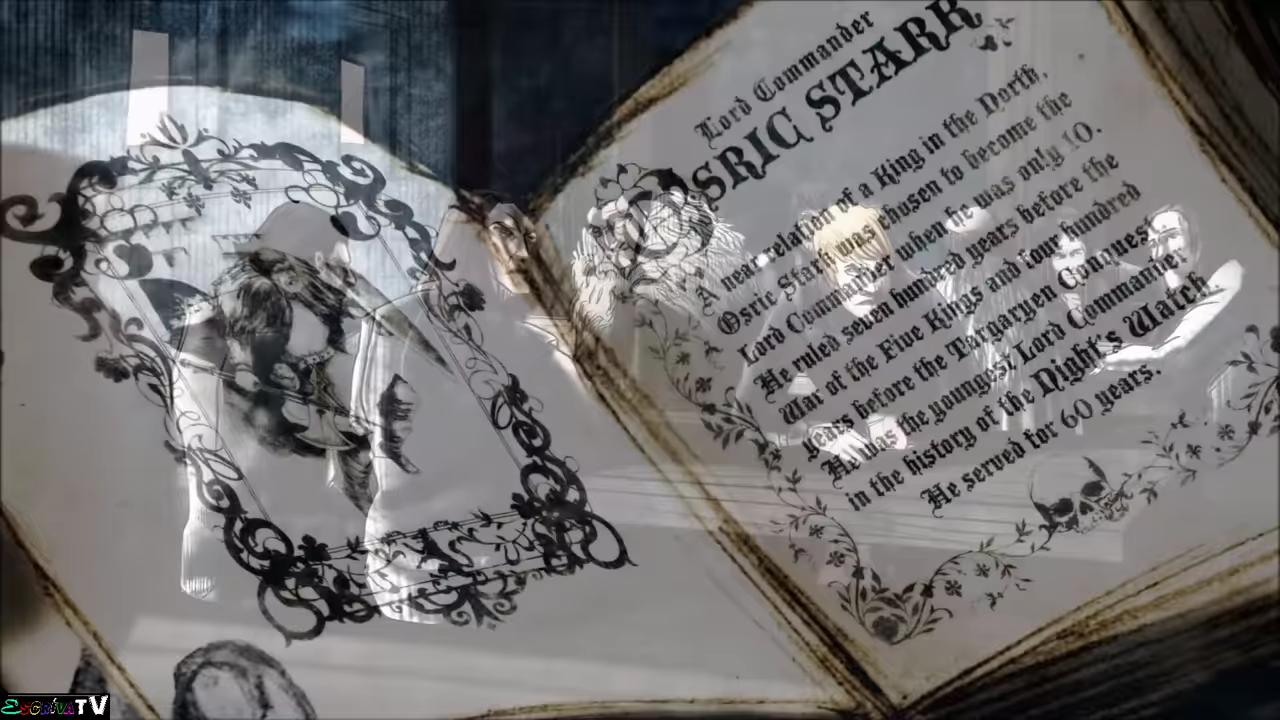 Lord Commander
OSRIC STARK
A near relation of a King in the North,
Osric Stark was chosen to become the
Lord Commander when he was only 10.
He ruled seven hundred years before the
War of the Five Kings and four hundred
years before the Targaryen Conquest.
He was the youngest Lord Commander
in the history of the Night's Watch.
He served for 60 years.
EscrivaTV